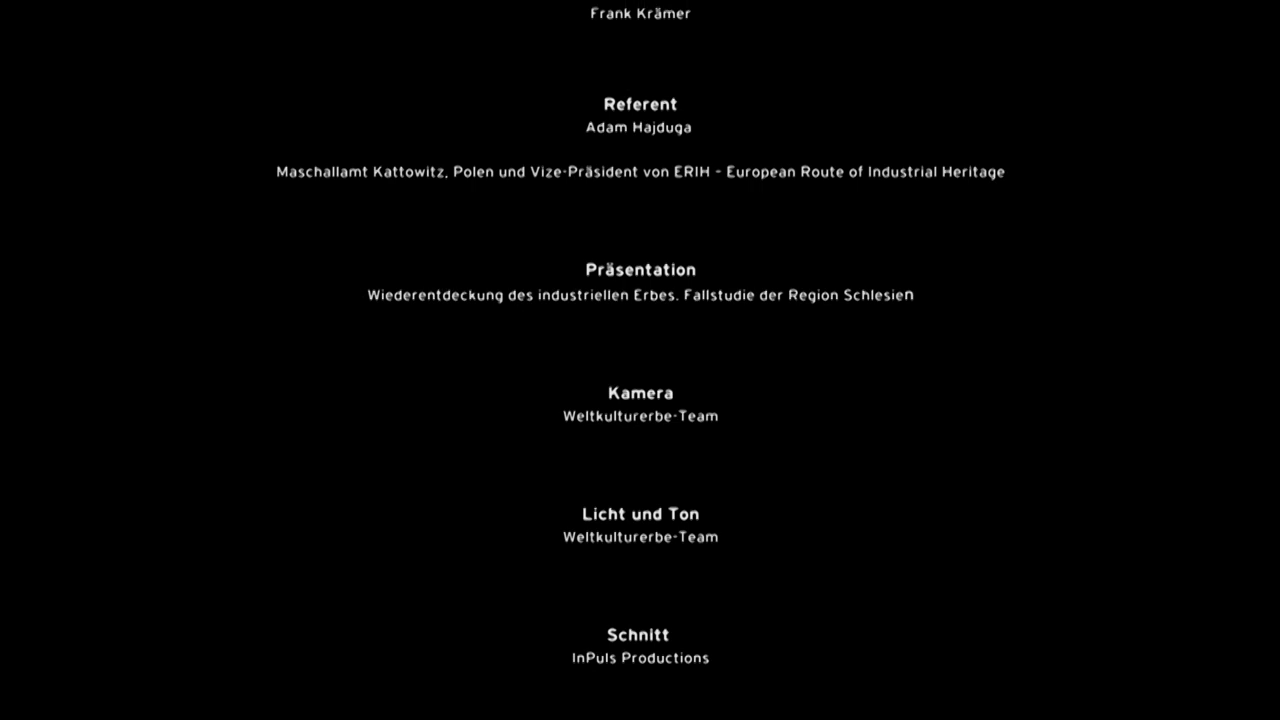 Frank Krämer
Referent
Adam Hajduga
Maschallamt Kattowitz, Polen und Vize-Präsident von ERIH - European Route of Industrial Heritage
Präsentation
Wiederentdeckung des industriellen Erbes. Fallstudie der Region Schlesien
Kamera
Weltkulturerbe-Team
Licht und Ton
Weltkulturerbe-Team
Schnitt
InPuls Productions